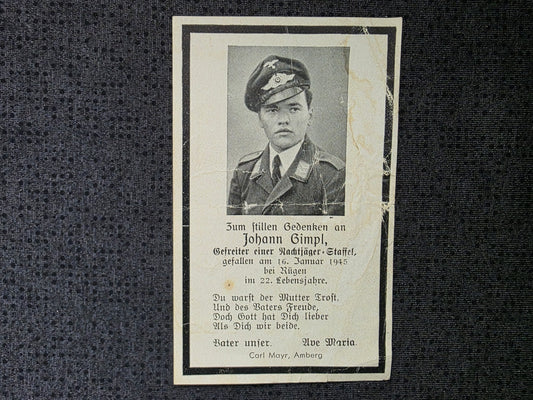 Zum stillen Gedenken an
Johann Gimpl,
Gefreiter einer Nachtjäger-Staffel,
gefallen am 16. Januar 1945
bei Rügen
im 22. Lebensjahre.
Du warst der Mutter Trost.
Und des Vaters Freude,
Doch Gott hat Dich lieber
Als Dich wir beide.
Vater unser. Ave Maria.
Carl Mayr, Amberg